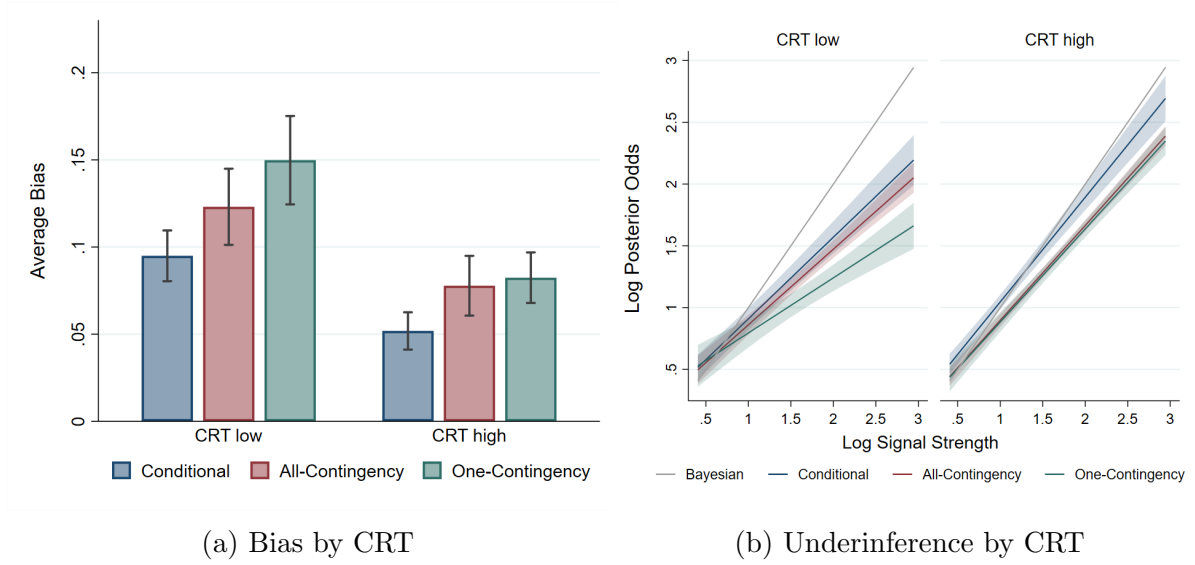 Average Bias
.2
.15
.1
.05
0
CRT low
CRT high
Conditional
All-Contingency
One-Contingency
(a) Bias by CRT
CRT low
CRT high
Log Posterior Odds
3
2.5
2
1.5
1
.5
.5 1 1.5 2 2.5 3
.5 1 1.5 2 2.5 3
Log Signal Strength
Bayesian
Conditional
All-Contingency
One-Contingency
(b) Underinference by CRT